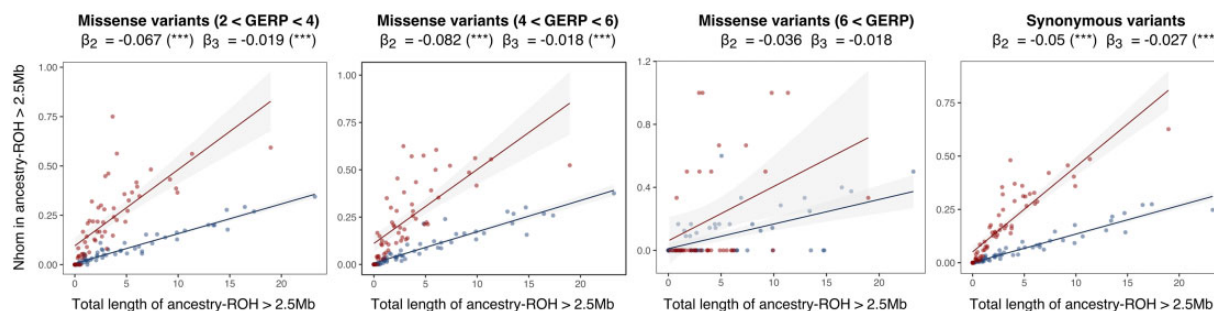 Missense variants (2 < GERP < 4)
β2 = -0.067 (***) β3 = -0.019 (***)
Missense variants (4 < GERP < 6)
β2 = -0.082 (***) β3 = -0.018 (***)
Missense variants (6 < GERP)
β2 = -0.036 β3 = -0.018
Synonymous variants
β2 = -0.05 (***) β3 = -0.027 (***
Nhom in ancestry-ROH > 2.5Mb
1.00
0.75
0.50
0.25
0.00
0 5 10 15 20
Total length of ancestry-ROH > 2.5Mb
1.00
0.75
0.50
0.25
0.00
0 5 10 15 20
Total length of ancestry-ROH > 2.5Mb
1.2
0.8
0.4
0.0
0 5 10 15 20
Total length of ancestry-ROH > 2.5Mb
0.75
0.50
0.25
0.00
0 5 10 15 20
Total length of ancestry-ROH > 2.5Mb